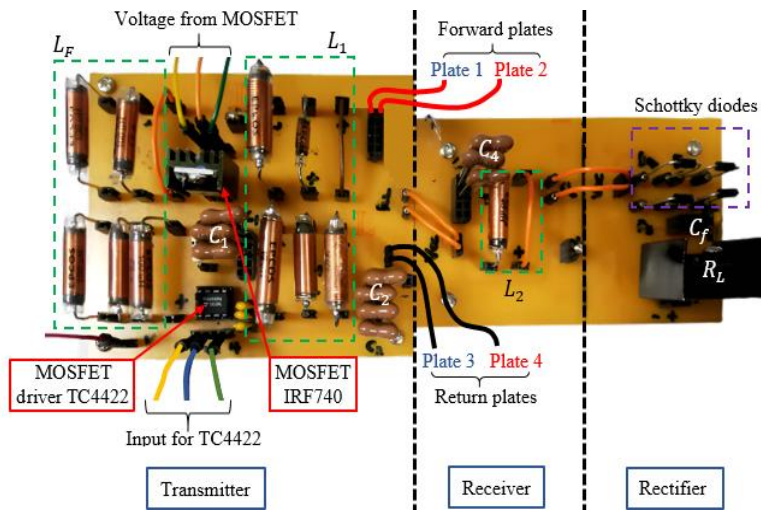 Voltage from MOSFET
L_F
L_1
Forward plates
Plate 1 Plate 2
Schottky diodes
C_4
C_1
C_f
R_L
C_2
L_2
EPCOS
MOSFET
driver TC4422
MOSFET
IRF740
Plate 3 Plate 4
Return plates
Input for TC4422
Transmitter
Receiver
Rectifier